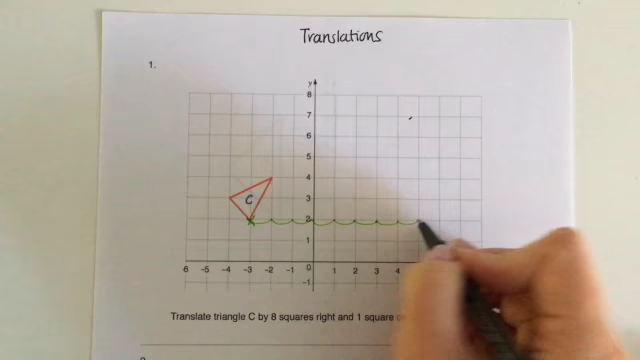 Translations
1.
y
8
7
6
5
4
3
2
1
0
-1
6 -5 -4 -3 -2 -1 1 2 3 4
C
Translate triangle C by 8 squares right and 1 square